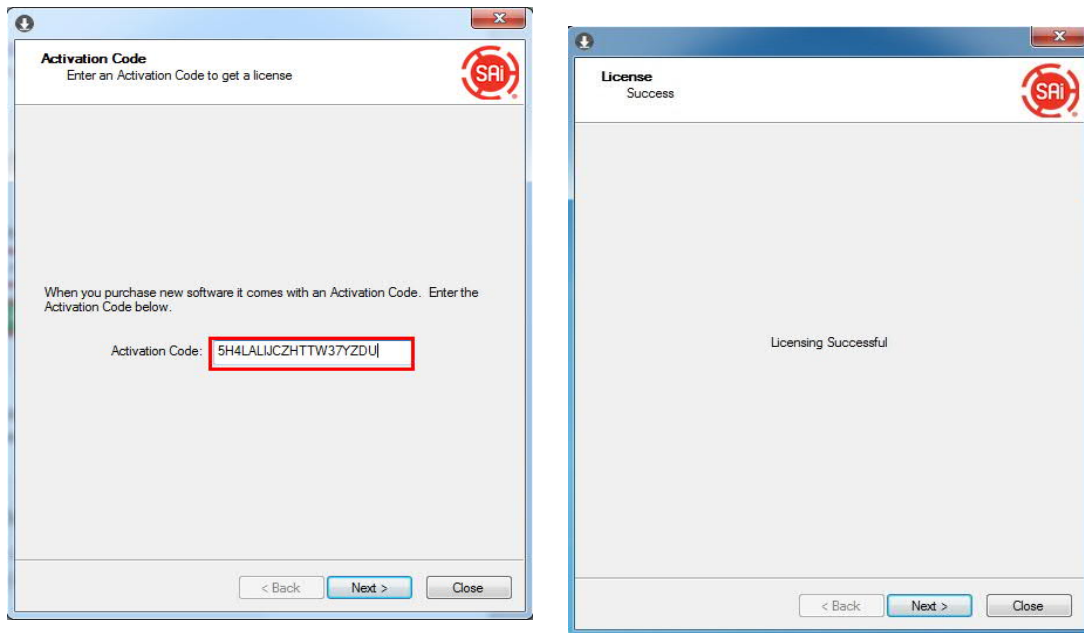 Activation Code
Enter an Activation Code to get a license
SAi
When you purchase new software it comes with an Activation Code. Enter the
Activation Code below.
Activation Code: 5H4LALIJCZHTTW37YZDU
< Back Next > Close
License
Success
SAi
Licensing Successful
< Back Next > Close